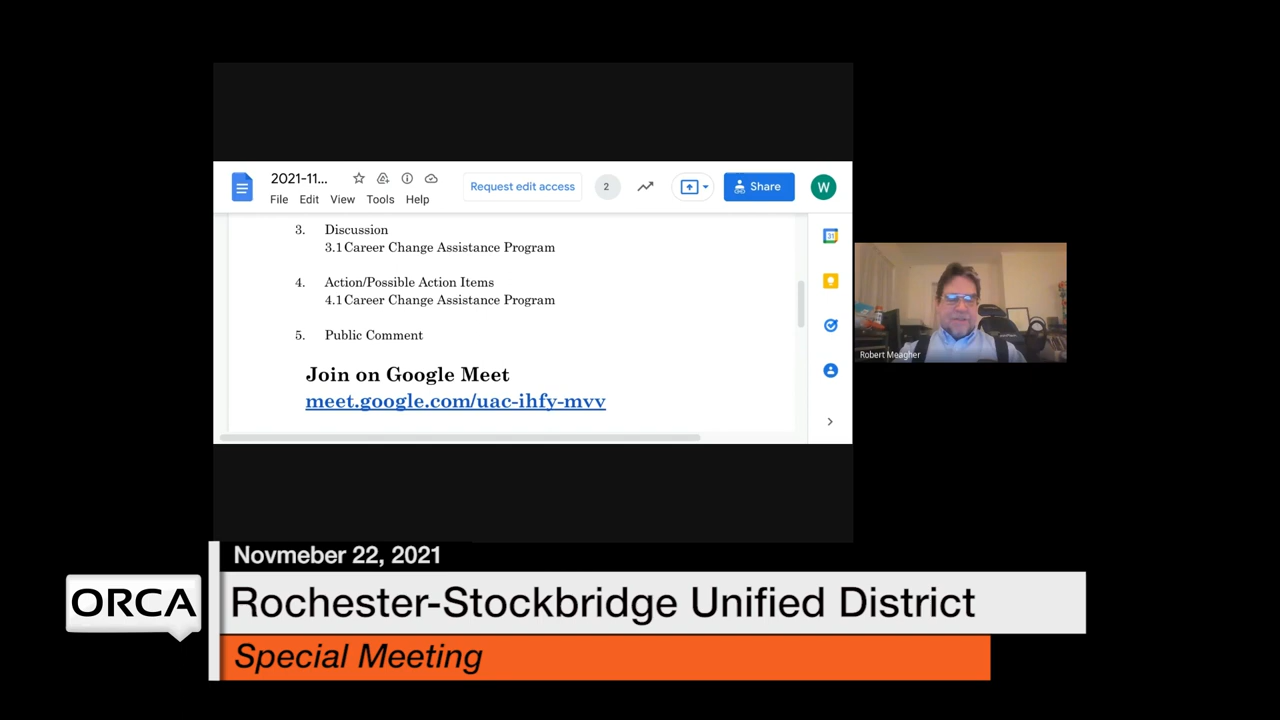 2021-11...
Request edit access
2
Share
W
File Edit View Tools Help
3. Discussion
3.1 Career Change Assistance Program
4. Action/Possible Action Items
4.1 Career Change Assistance Program
5. Public Comment
Join on Google Meet
meet.google.com/uac-ihfy-mvv
31
Robert Meagher
Novmeber 22, 2021
ORCA
Rochester-Stockbridge Unified District
Special Meeting